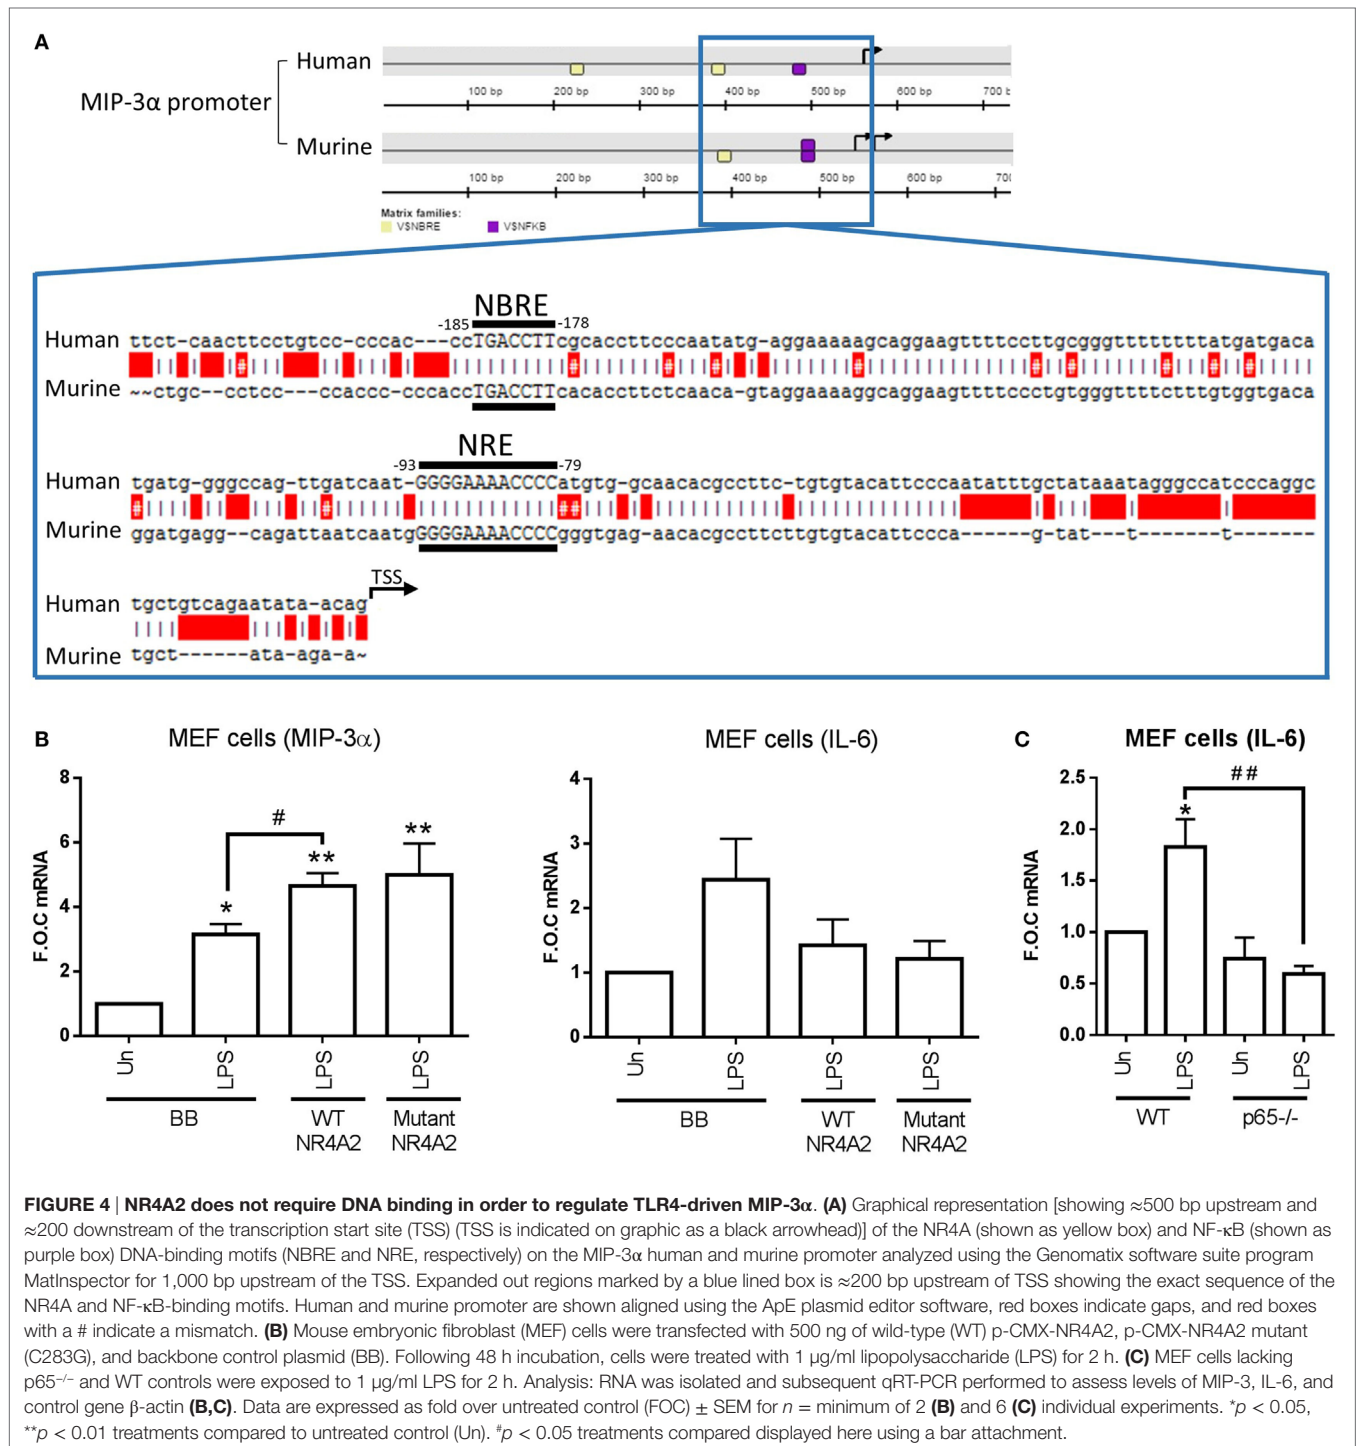 A
MIP-3α promoter
Human
100 bp 200 bp 300 bp 400 bp 500 bp 600 bp 700 b
Murine
100 bp 200 bp 300 bp 400 bp 500 bp 600 bp 700
Matrix families:
V$NBRE V$NFKB
NBRE
-185 -178
Human ttct-caacttcctgtcc-cccac---ccTGACCTTcgcaccttcccaatatg-aggaaaaagcaggaagttttccttgcgggttttttttatgatgaca
Murine ~~ctgc--cctcc---ccaccc-cccaccTGACCTTcacaccttctcaaca-gtaggaaaaggcaggaagttttccctgtgggttttctttgtggtgaca
NRE
-93 -79
Human tgatg-gggccag-ttgatcaat-GGGGAAAACCCCatgtg-gcaacacgccttc-tgtgtacattcccaatatttgctataaatagggccatcccaggc
Murine ggatgagg--cagattaatcaatgGGGGAAAACCCCgggtgag-aacacgccttcttgtgtacattccca------g-tat---t-------t-------
TSS
Human tgctgtcagaatata-acag
Murine tgct------ata-aga-a~
B
MEF cells (MIP-3α)
F.O.C mRNA
8
6
4
2
0
#
* ** **
Un LPS LPS LPS
BB WT NR4A2 Mutant NR4A2
MEF cells (IL-6)
F.O.C mRNA
4
3
2
1
0
Un LPS LPS LPS
BB WT NR4A2 Mutant NR4A2
C
MEF cells (IL-6)
F.O.C mRNA
2.5
2.0
1.5
1.0
0.5
0.0
##
*
Un LPS Un LPS
WT p65-/-
FIGURE 4 | NR4A2 does not require DNA binding in order to regulate TLR4-driven MIP-3α. (A) Graphical representation [showing ≈500 bp upstream and
≈200 downstream of the transcription start site (TSS) (TSS is indicated on graphic as a black arrowhead)] of the NR4A (shown as yellow box) and NF-κB (shown as
purple box) DNA-binding motifs (NBRE and NRE, respectively) on the MIP-3α human and murine promoter analyzed using the Genomatix software suite program
MatInspector for 1,000 bp upstream of the TSS. Expanded out regions marked by a blue lined box is ≈200 bp upstream of TSS showing the exact sequence of the
NR4A and NF-κB-binding motifs. Human and murine promoter are shown aligned using the ApE plasmid editor software, red boxes indicate gaps, and red boxes
with a # indicate a mismatch. (B) Mouse embryonic fibroblast (MEF) cells were transfected with 500 ng of wild-type (WT) p-CMX-NR4A2, p-CMX-NR4A2 mutant
(C283G), and backbone control plasmid (BB). Following 48 h incubation, cells were treated with 1 µg/ml lipopolysaccharide (LPS) for 2 h. (C) MEF cells lacking
p65−/− and WT controls were exposed to 1 µg/ml LPS for 2 h. Analysis: RNA was isolated and subsequent qRT-PCR performed to assess levels of MIP-3, IL-6, and
control gene β-actin (B,C). Data are expressed as fold over untreated control (FOC) ± SEM for n = minimum of 2 (B) and 6 (C) individual experiments. *p < 0.05,
**p < 0.01 treatments compared to untreated control (Un). #p < 0.05 treatments compared displayed here using a bar attachment.